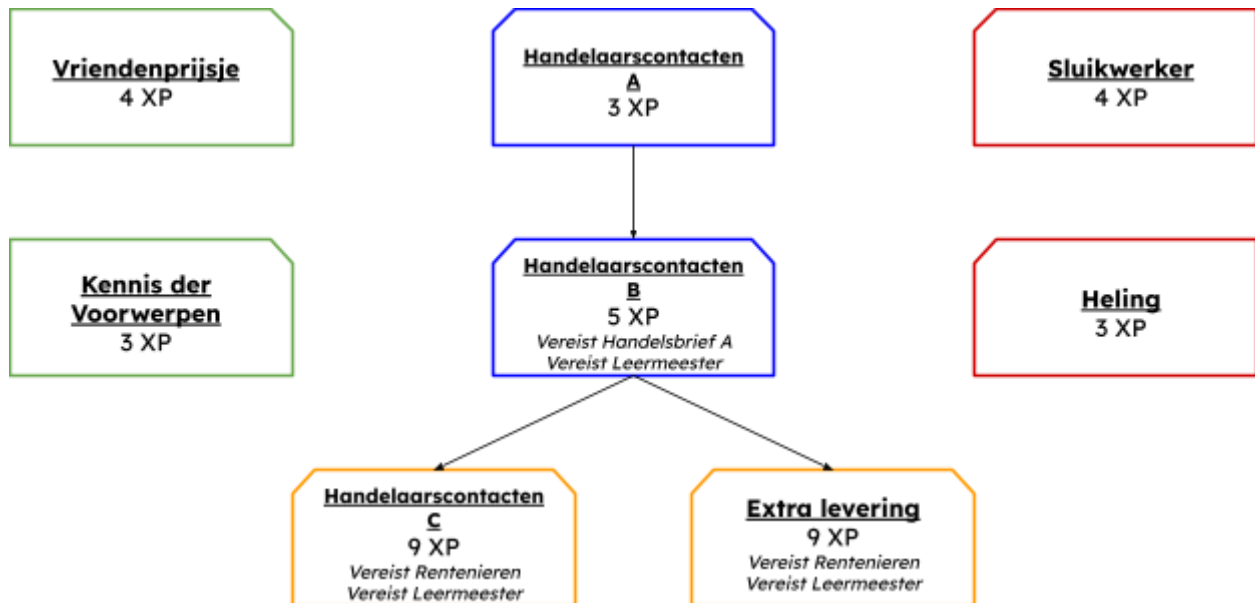 Vriendenprijsje
4 XP
Handelaarscontacten
A
3 XP
Sluikwerker
4 XP
Kennis der
Voorwerpen
3 XP
Handelaarscontacten
B
5 XP
Vereist Handelsbrief A
Vereist Leermeester
Heling
3 XP
Handelaarscontacten
C
9 XP
Vereist Rentenieren
Vereist Leermeester
Extra levering
9 XP
Vereist Rentenieren
Vereist Leermeester